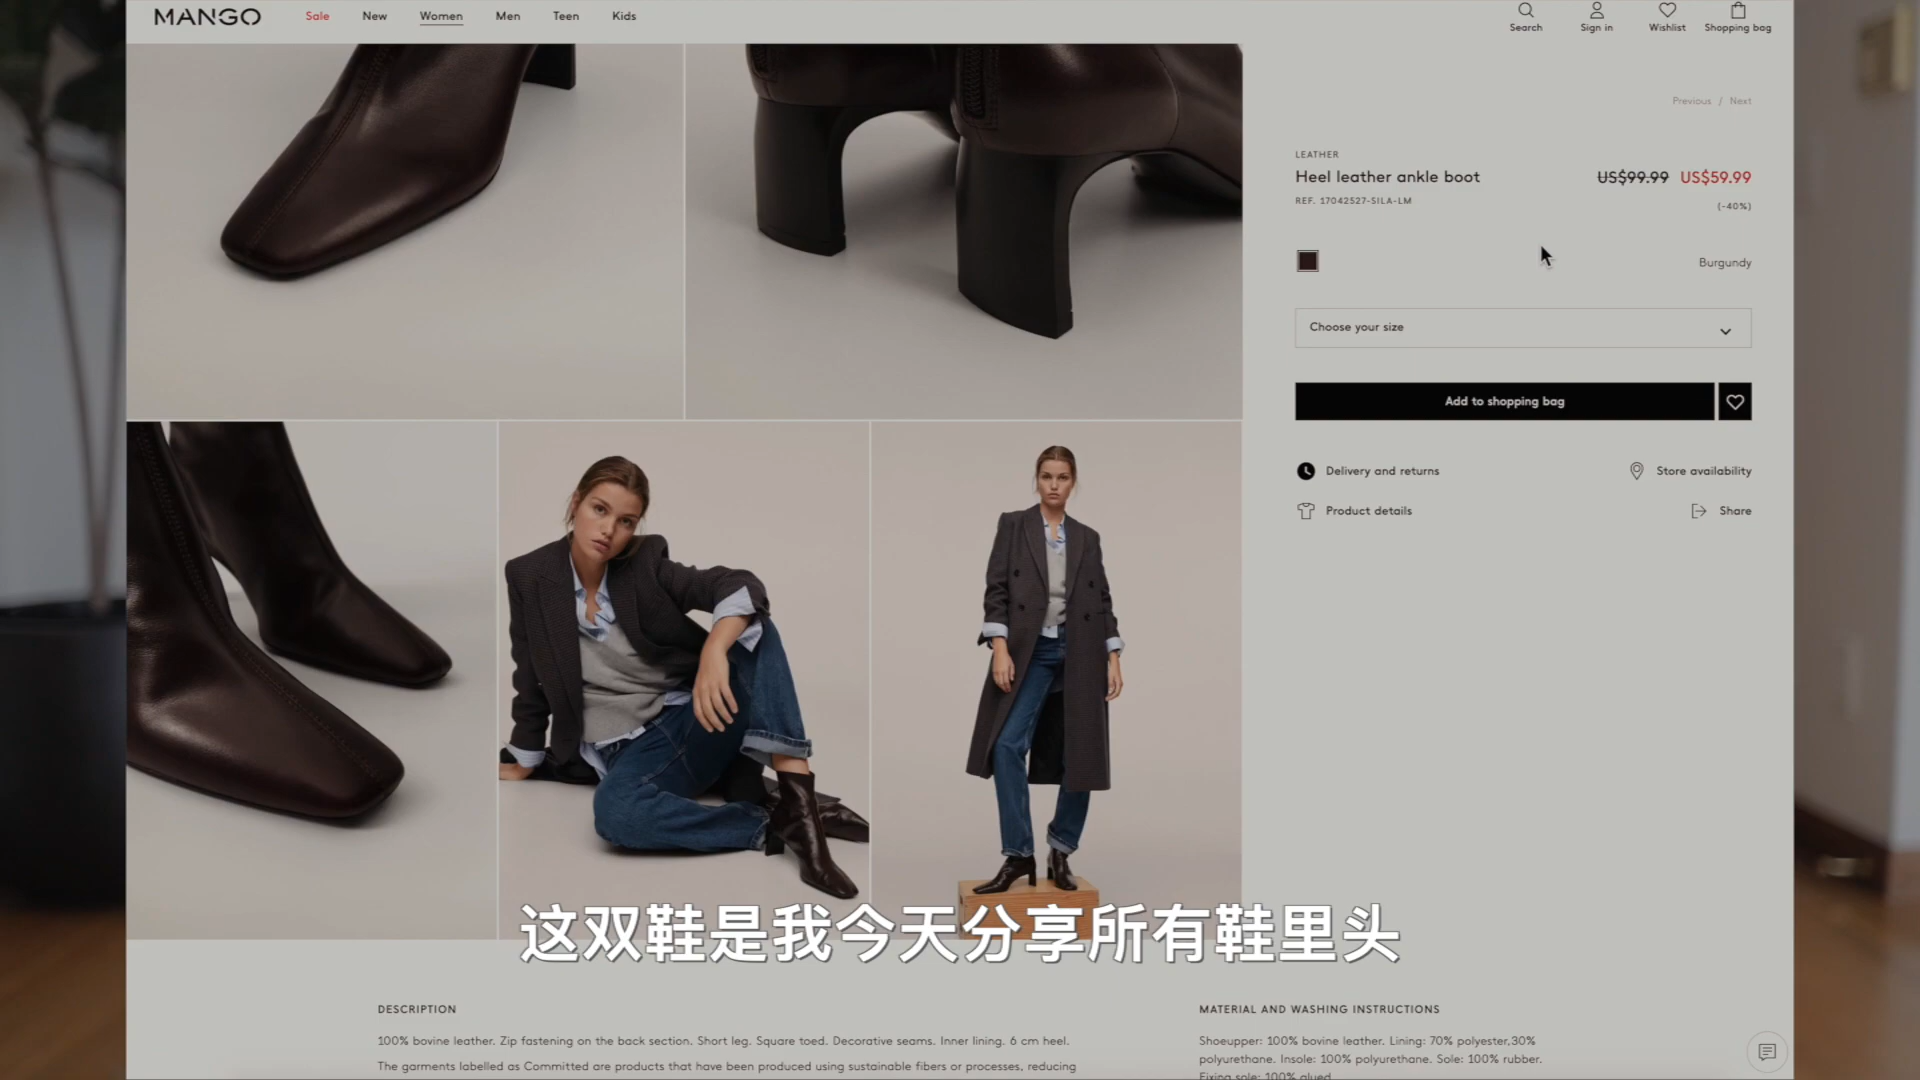 MANGO
Sale New Women Men Teen Kids
Search Sign in Wishlist Shopping bag
Previous / Next
LEATHER
Heel leather ankle boot US$99.99 US$59.99
REF. 17042527-SILA-LM (-40%)
Burgundy
Choose your size
Add to shopping bag
Delivery and returns Store availability
Product details Share
这双鞋是我今天分享所有鞋里头
DESCRIPTION
100% bovine leather. Zip fastening on the back section. Short leg. Square toed. Decorative seams. Inner lining. 6 cm heel.
The garments labelled as Committed are products that have been produced using sustainable fibers or processes, reducing
MATERIAL AND WASHING INSTRUCTIONS
Shoeupper: 100% bovine leather. Lining: 70% polyester,30%
polyurethane. Insole: 100% polyurethane. Sole: 100% rubber.
Fixing sole: 100% glued